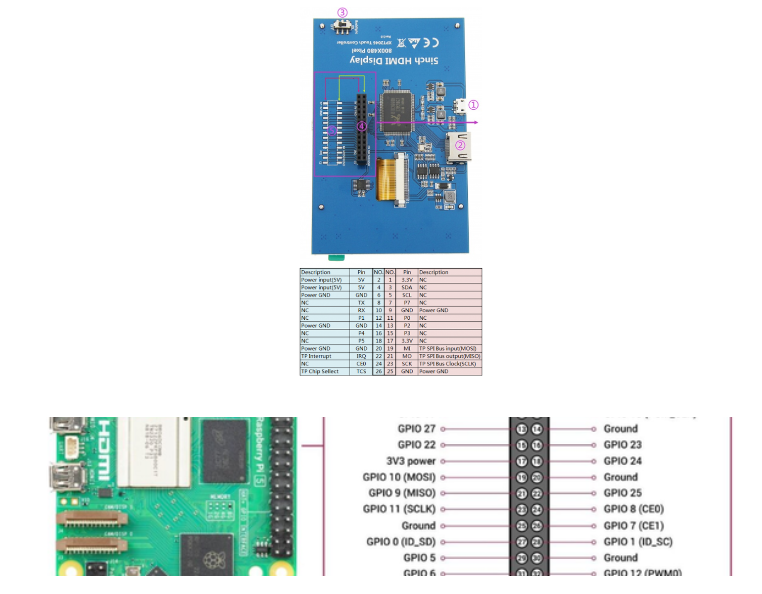 ③
5inch HDMI Display
800X480 Pixel
XPT2046 Touch Controller
CE
①
②
④
Description Pin NO. NO. Pin Description
Power input(5V) 5V 2 1 3.3V NC
Power input(5V) 5V 4 3 SDA NC
Power GND GND 6 5 SCL NC
NC TX 8 7 P7 NC
NC RX 10 9 GND Power GND
NC P1 12 11 P0 NC
Power GND GND 14 13 P2 NC
NC P4 16 15 P3 NC
NC P5 18 17 3.3V NC
Power GND GND 20 19 MI TP SPI Bus input(MOSI)
TP Interrupt IRQ 22 21 MO TP SPI Bus output(MISO)
NC CE0 24 23 SCK TP SPI Bus Clock(SCLK)
TP Chip Sellect TCS 26 25 GND Power GND
HDMI
Raspberry Pi 5
MEMORY
GPIO 27 13 14 Ground
GPIO 22 15 16 GPIO 23
3V3 power 17 18 GPIO 24
GPIO 10 (MOSI) 19 20 Ground
GPIO 9 (MISO) 21 22 GPIO 25
GPIO 11 (SCLK) 23 24 GPIO 8 (CE0)
Ground 25 26 GPIO 7 (CE1)
GPIO 0 (ID_SD) 27 28 GPIO 1 (ID_SC)
GPIO 5 29 30 Ground
GPIO 6 31 32 GPIO 12 (PWM0)